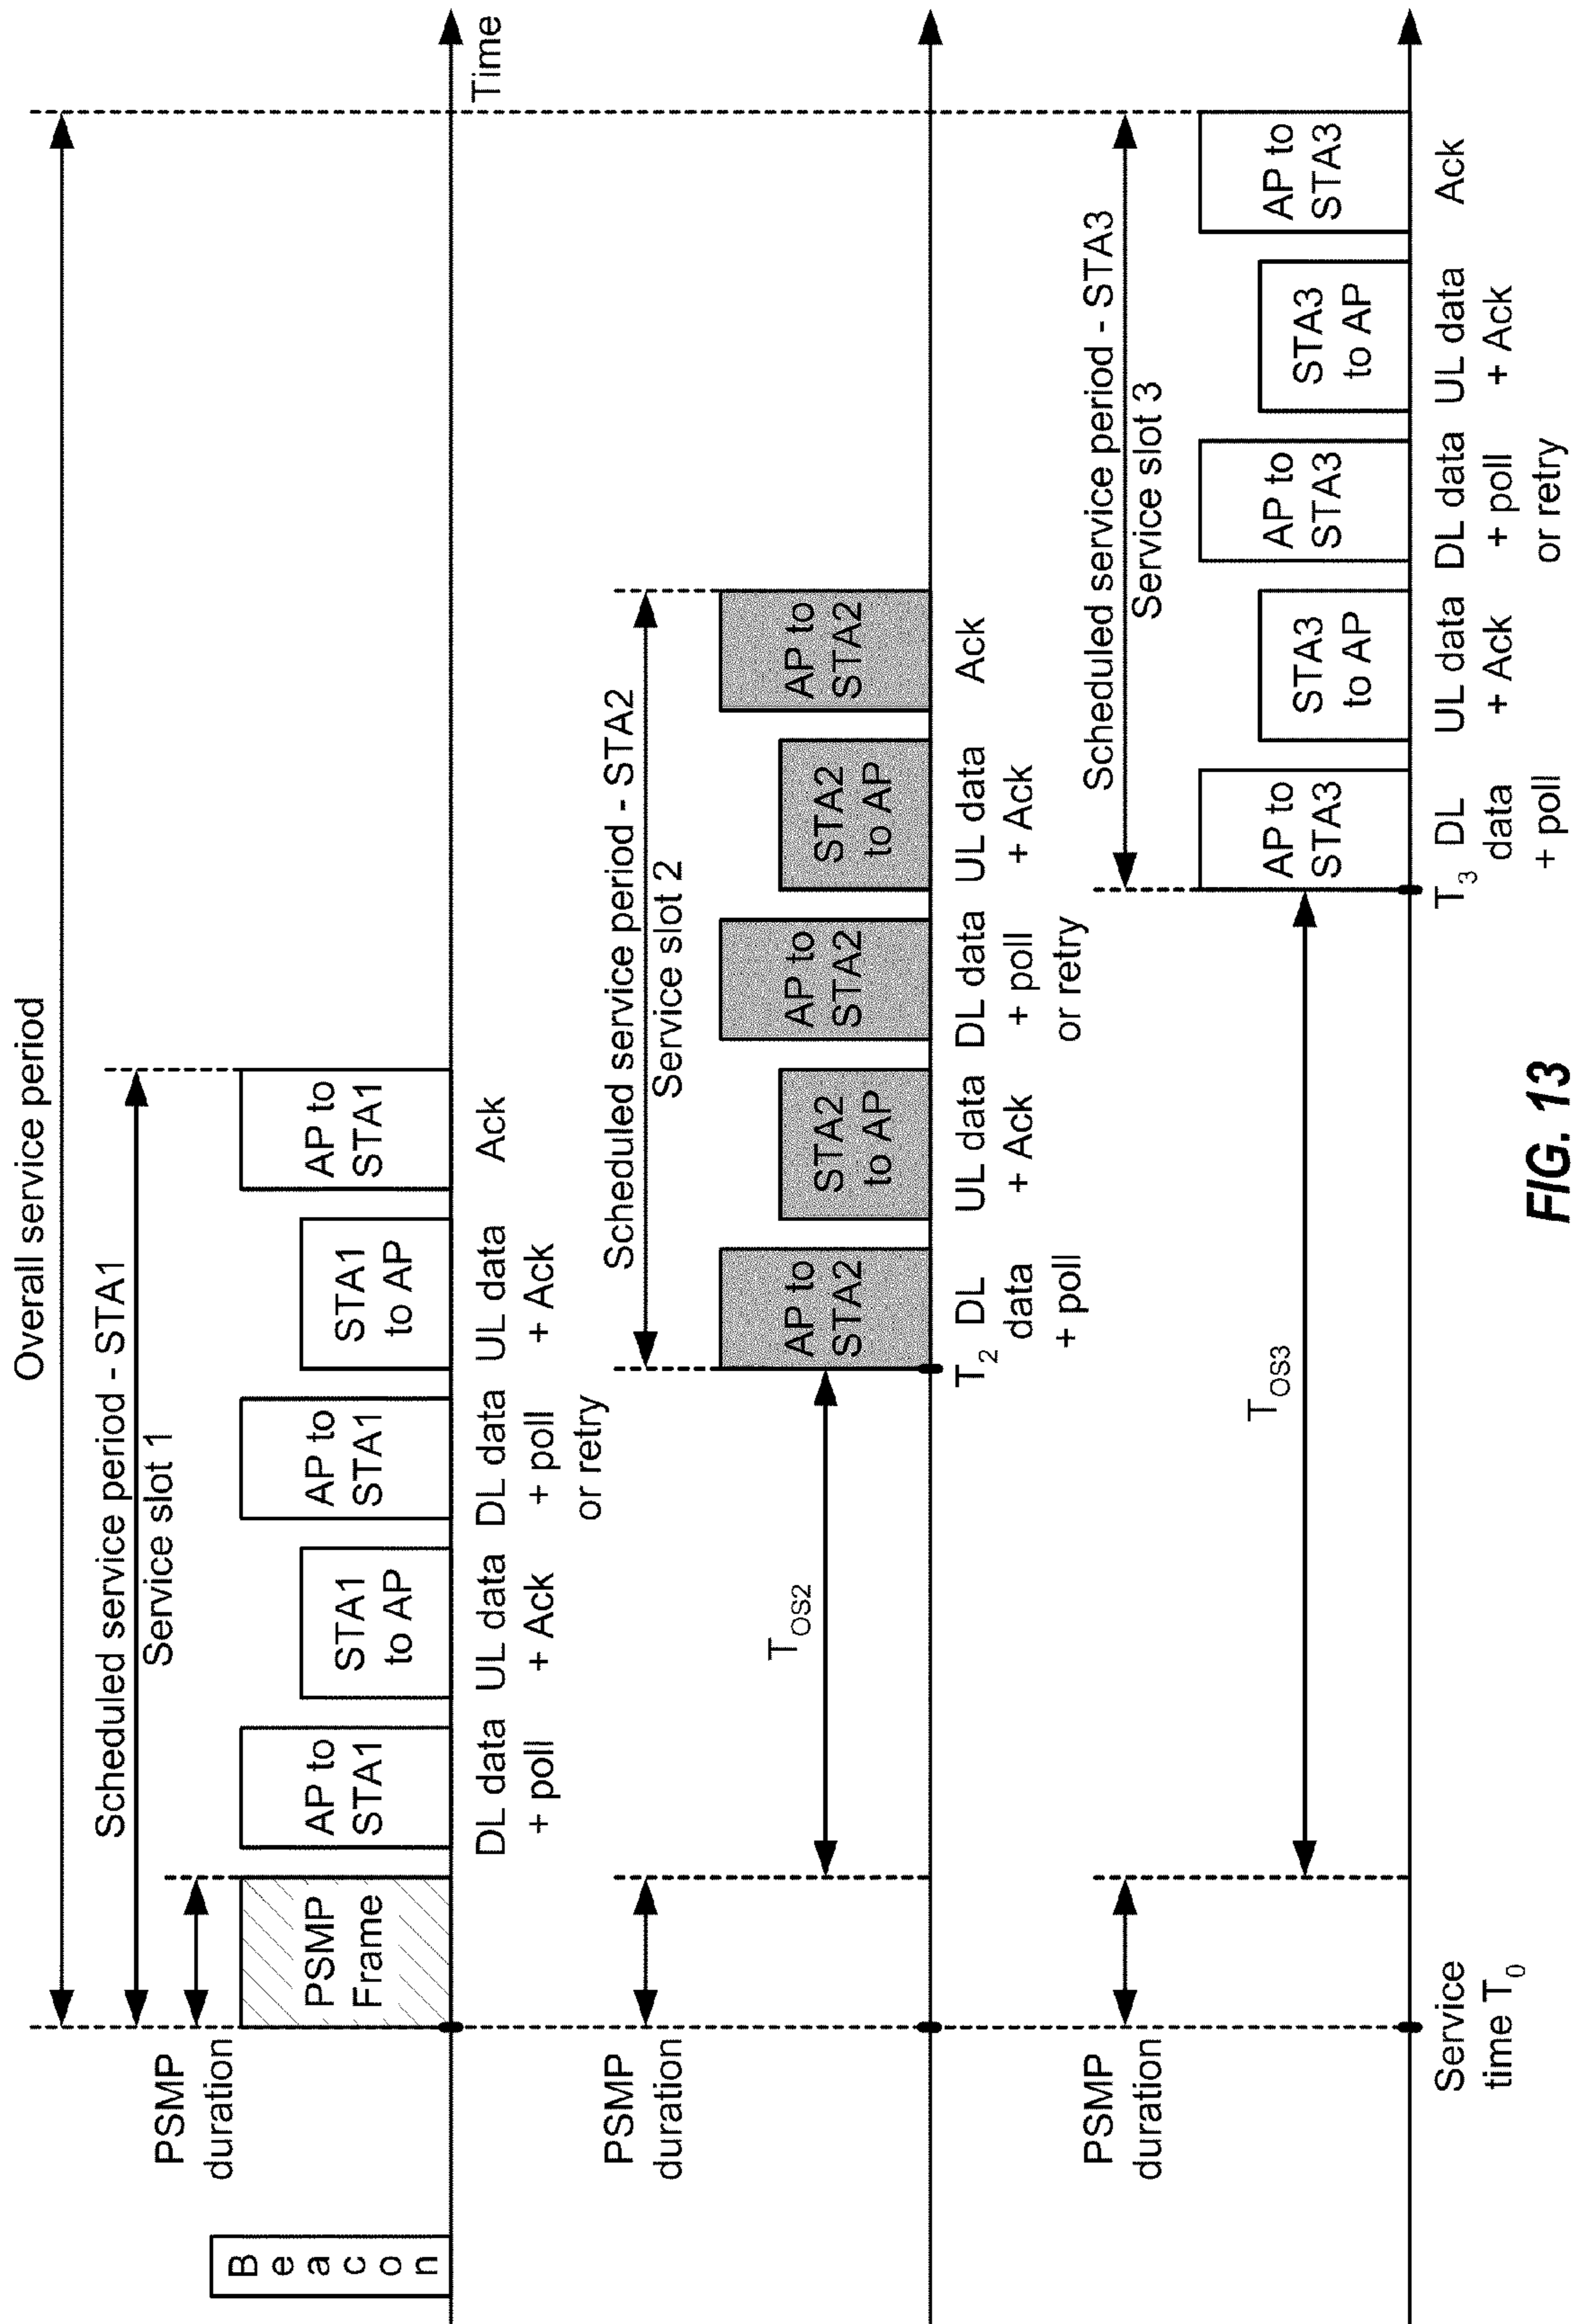 Overall service period
Scheduled service period - STA1
Service slot 1
PSMP
duration
Beacon
PSMP
Frame
AP to
STA1
STA1
to AP
AP to
STA1
STA1
to AP
AP to
STA1
Time
DL data
+ poll
UL data
+ Ack
DL data
+ poll
or retry
UL data
+ Ack
Ack
Scheduled service period - STA2
Service slot 2
PSMP
duration
TOS2
AP to
STA2
STA2
to AP
AP to
STA2
STA2
to AP
AP to
STA2
T2 DL
data
+ poll
UL data
+ Ack
DL data
+ poll
or retry
UL data
+ Ack
Ack
Scheduled service period - STA3
Service slot 3
PSMP
duration
TOS3
AP to
STA3
STA3
to AP
AP to
STA3
STA3
to AP
AP to
STA3
Service
time T0
T3 DL
data
+ poll
UL data
+ Ack
DL data
+ poll
or retry
UL data
+ Ack
Ack
FIG. 13